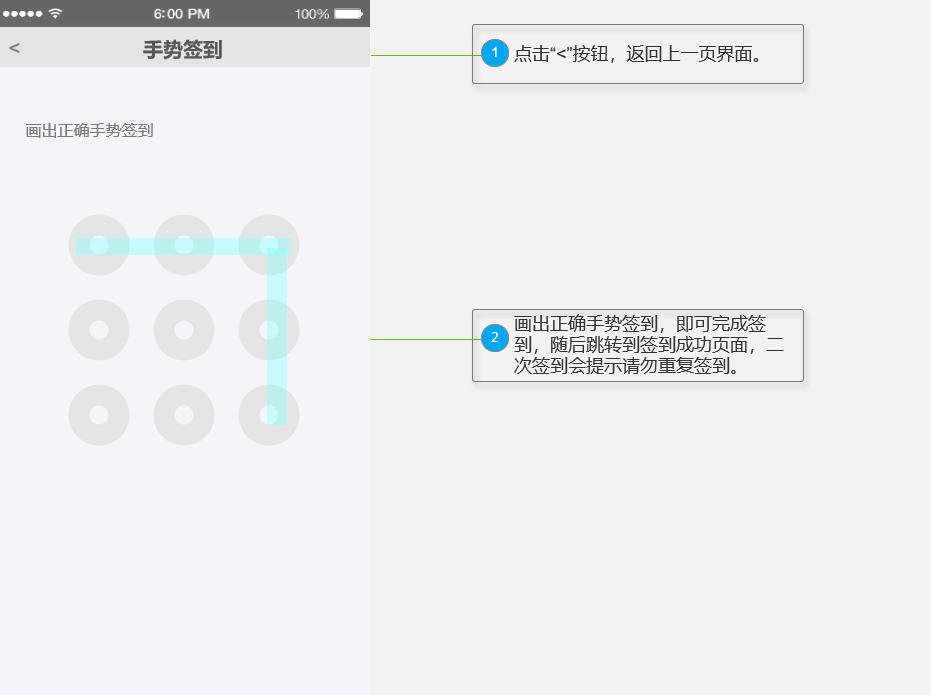 6:00 PM
100%
<
手势签到
画出正确手势签到
1
点击“<”按钮，返回上一页界面。
2
画出正确手势签到，即可完成签
到，随后跳转到签到成功页面，二
次签到会提示请勿重复签到。